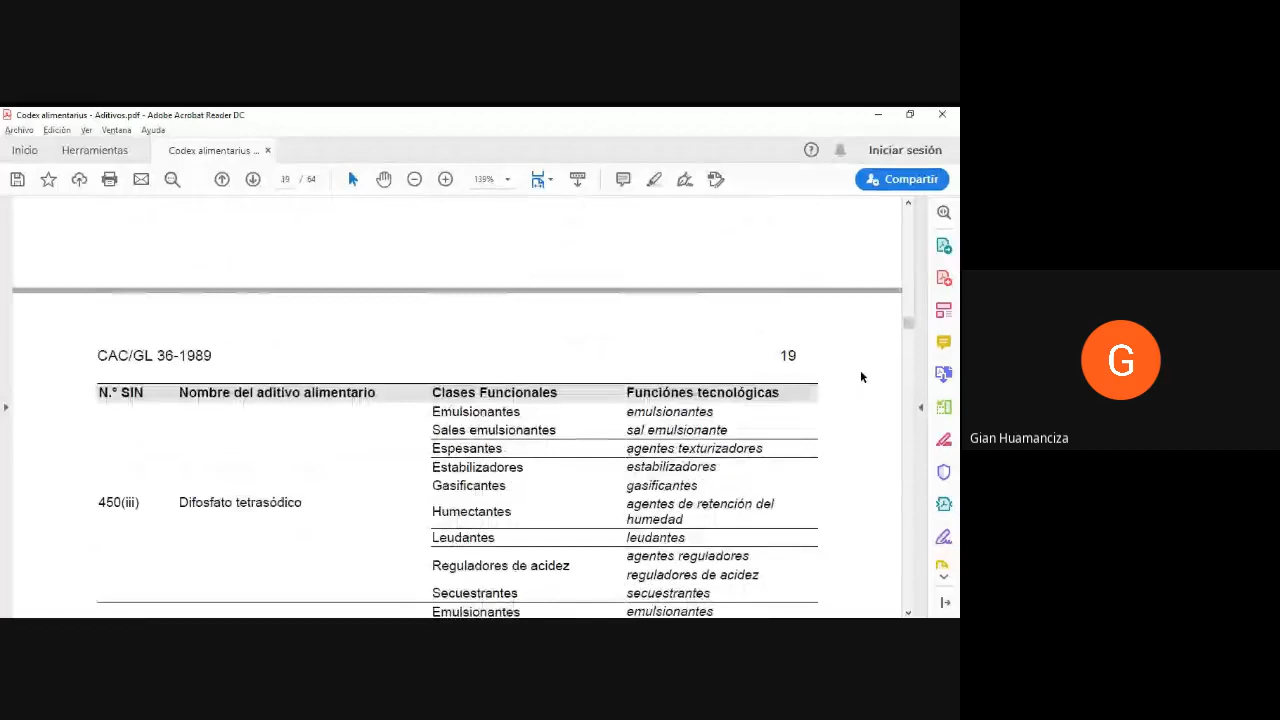 Codex alimentarius - Aditivos.pdf - Adobe Acrobat Reader DC
Archivo Edición Ver Ventana Ayuda
Inicio Herramientas Codex alimentarius ... × Iniciar sesión
19 / 64 139% Compartir
CAC/GL 36-1989 19
N.° SIN Nombre del aditivo alimentario Clases Funcionales Funciónes tecnológicas
Emulsionantes emulsionantes
Sales emulsionantes sal emulsionante
Espesantes agentes texturizadores
Estabilizadores estabilizadores
Gasificantes gasificantes
450(iii) Difosfato tetrasódico
Humectantes agentes de retención del
humedad
Leudantes leudantes
Reguladores de acidez agentes reguladores
reguladores de acidez
Secuestrantes secuestrantes
Emulsionantes emulsionantes
G
Gian Huamanciza